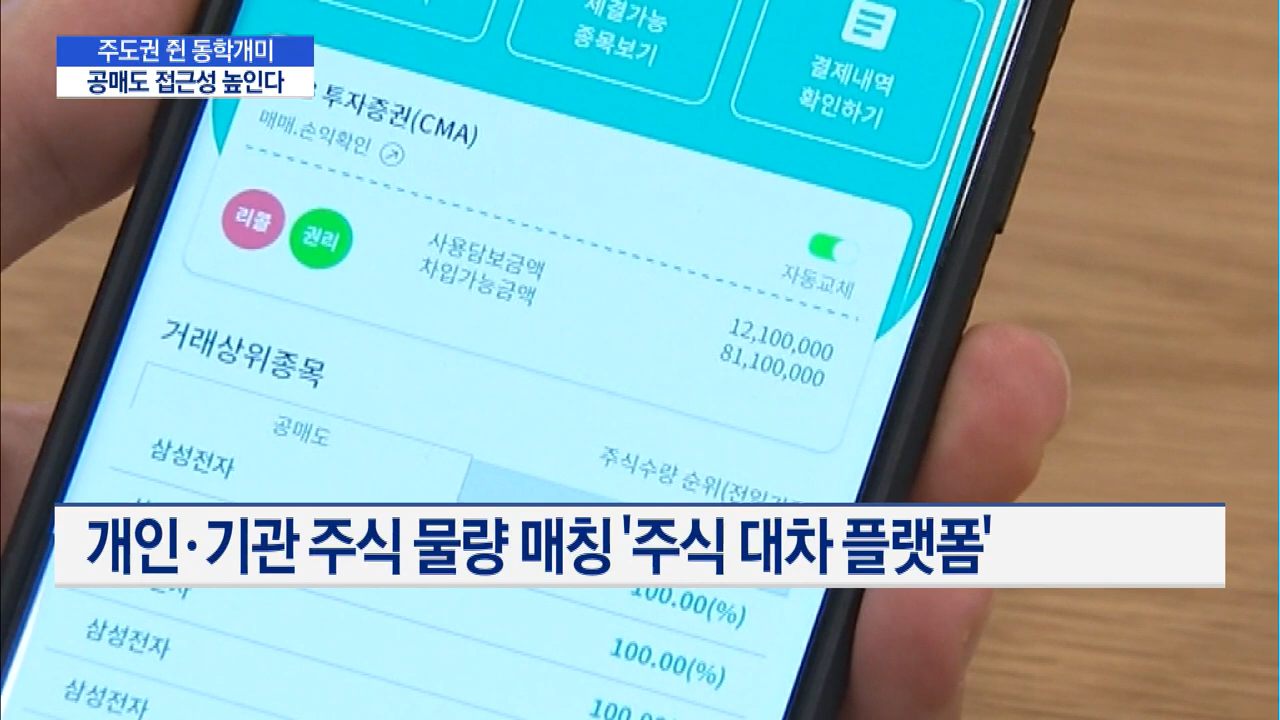 주도권 쥔 동학개미
공매도 접근성 높인다
체결가능
종목보기
결제내역
확인하기
투자증권(CMA)
매매.손익확인
자동교체
리콜
권리
사용담보금액
12,100,000
차입가능금액
81,100,000
거래상위종목
공매도
주식수량 순위(전일
삼성전자
개인·기관 주식 물량 매칭 '주식 대차 플랫폼'
100.00(%)
삼성전자
100.00(%)
삼성전자